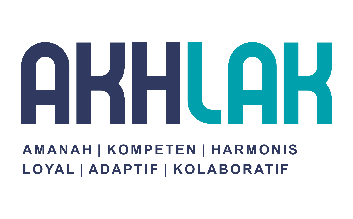 AKHLAK
AMANAH | KOMPETEN | HARMONIS
LOYAL | ADAPTIF | KOLABORATIF